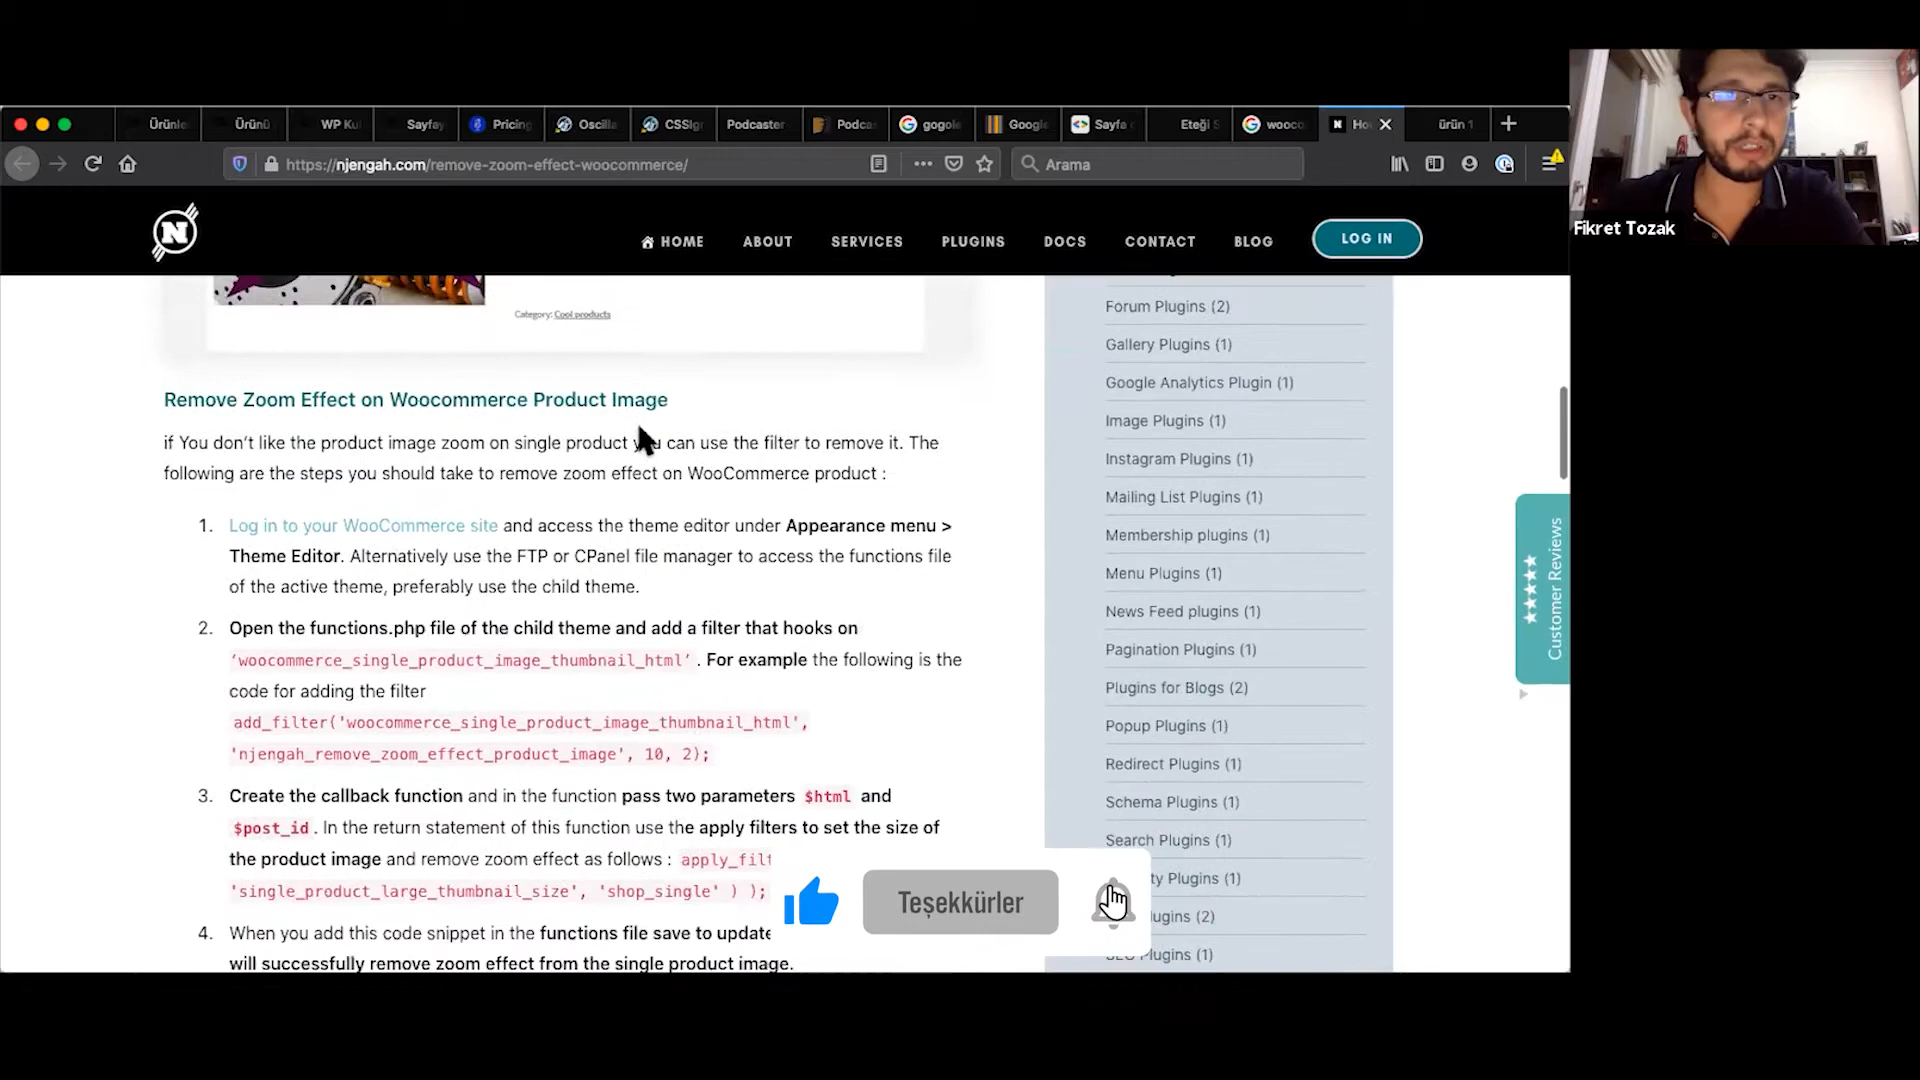 Ürünle
Ürünü
WP Ku
Sayfay
Pricing
Oscilla
CSSIgn
Podcaster
Podcas
gogole
Google
Sayfa
Eteği S
wooco
Ho
ürün 1
https://njengah.com/remove-zoom-effect-woocommerce/
Arama
Fikret Tozak
N
HOME
ABOUT
SERVICES
PLUGINS
DOCS
CONTACT
BLOG
LOG IN
Category: Cool products
Remove Zoom Effect on Woocommerce Product Image
if You don't like the product image zoom on single product you can use the filter to remove it. The
following are the steps you should take to remove zoom effect on WooCommerce product :
1. Log in to your WooCommerce site and access the theme editor under Appearance menu >
Theme Editor. Alternatively use the FTP or CPanel file manager to access the functions file
of the active theme, preferably use the child theme.
2. Open the functions.php file of the child theme and add a filter that hooks on
‘woocommerce_single_product_image_thumbnail_html’ . For example the following is the
code for adding the filter
add_filter('woocommerce_single_product_image_thumbnail_html',
'njengah_remove_zoom_effect_product_image', 10, 2);
3. Create the callback function and in the function pass two parameters $html and
$post_id. In the return statement of this function use the apply filters to set the size of
the product image and remove zoom effect as follows : apply_filt
'single_product_large_thumbnail_size', 'shop_single' ) );
4. When you add this code snippet in the functions file save to update
will successfully remove zoom effect from the single product image.
Forum Plugins (2)
Gallery Plugins (1)
Google Analytics Plugin (1)
Image Plugins (1)
Instagram Plugins (1)
Mailing List Plugins (1)
Membership plugins (1)
Menu Plugins (1)
News Feed plugins (1)
Pagination Plugins (1)
Plugins for Blogs (2)
Popup Plugins (1)
Redirect Plugins (1)
Schema Plugins (1)
Search Plugins (1)
ty Plugins (1)
lugins (2)
SEO Plugins (1)
Customer Reviews
Teşekkürler